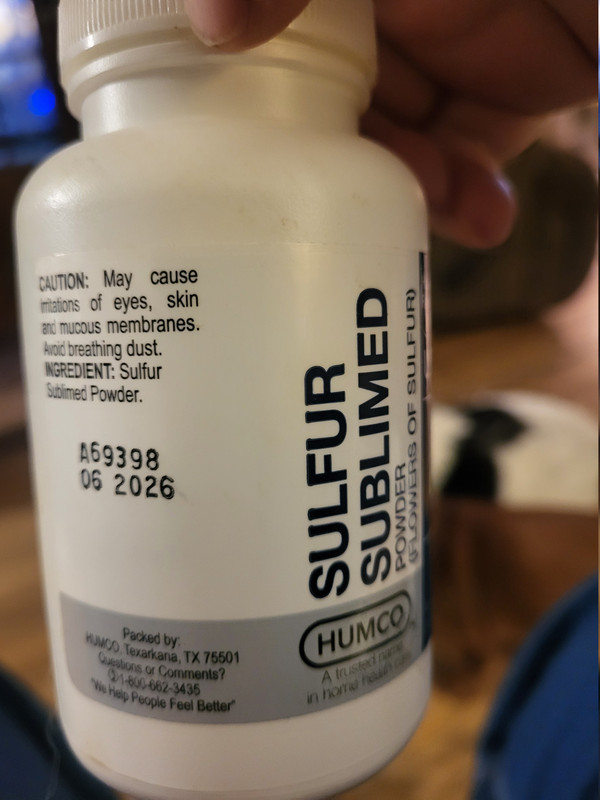 CAUTION: May cause
irritations of eyes, skin
and mucous membranes.
Avoid breathing dust.
INGREDIENT: Sulfur
Sublimed Powder.
A69398
06 2026
Packed by:
HUMCO, Texarkana, TX 75501
Questions or Comments?
1-800-662-3435
"We Help People Feel Better"
SULFUR
SUBLIMED
POWDER
(FLOWERS OF SULFUR)
HUMCO
A trusted name
in home health care